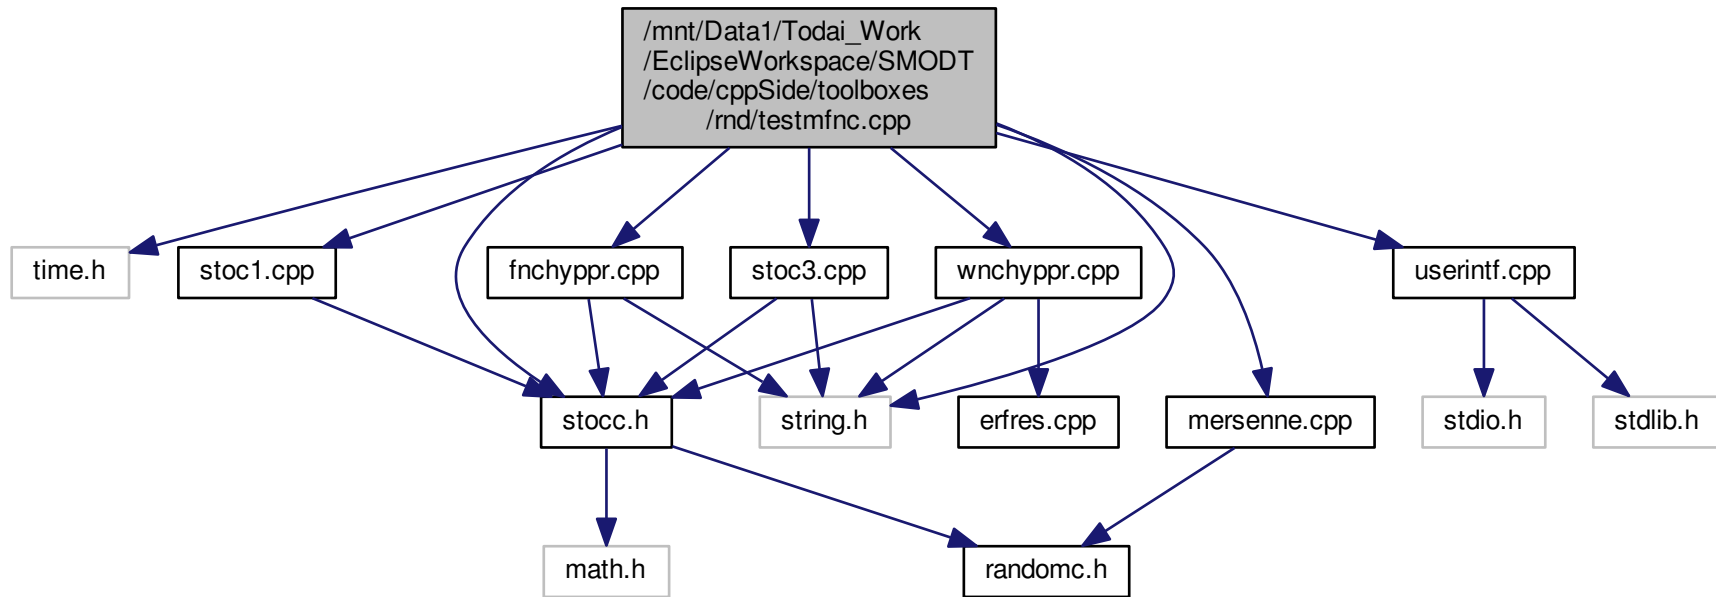 /mnt/Data1/Todai_Work
/EclipseWorkspace/SMODT
/code/cppSide/toolboxes
/rnd/testmfnc.cpp
time.h
stoc1.cpp
fnchyppr.cpp
stoc3.cpp
wnchyppr.cpp
userintf.cpp
stocc.h
string.h
erfres.cpp
mersenne.cpp
stdio.h
stdlib.h
math.h
randomc.h